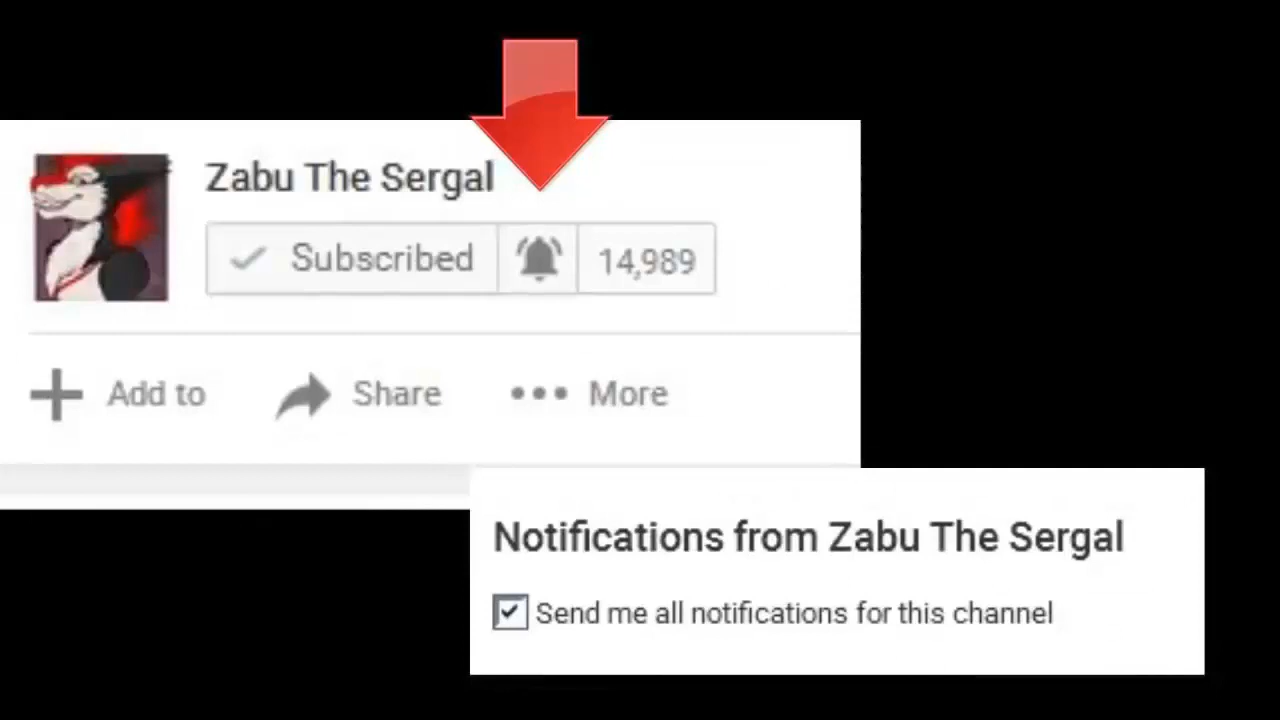 Zabu The Sergal
Subscribed 14,989
Add to Share More
Notifications from Zabu The Sergal
Send me all notifications for this channel